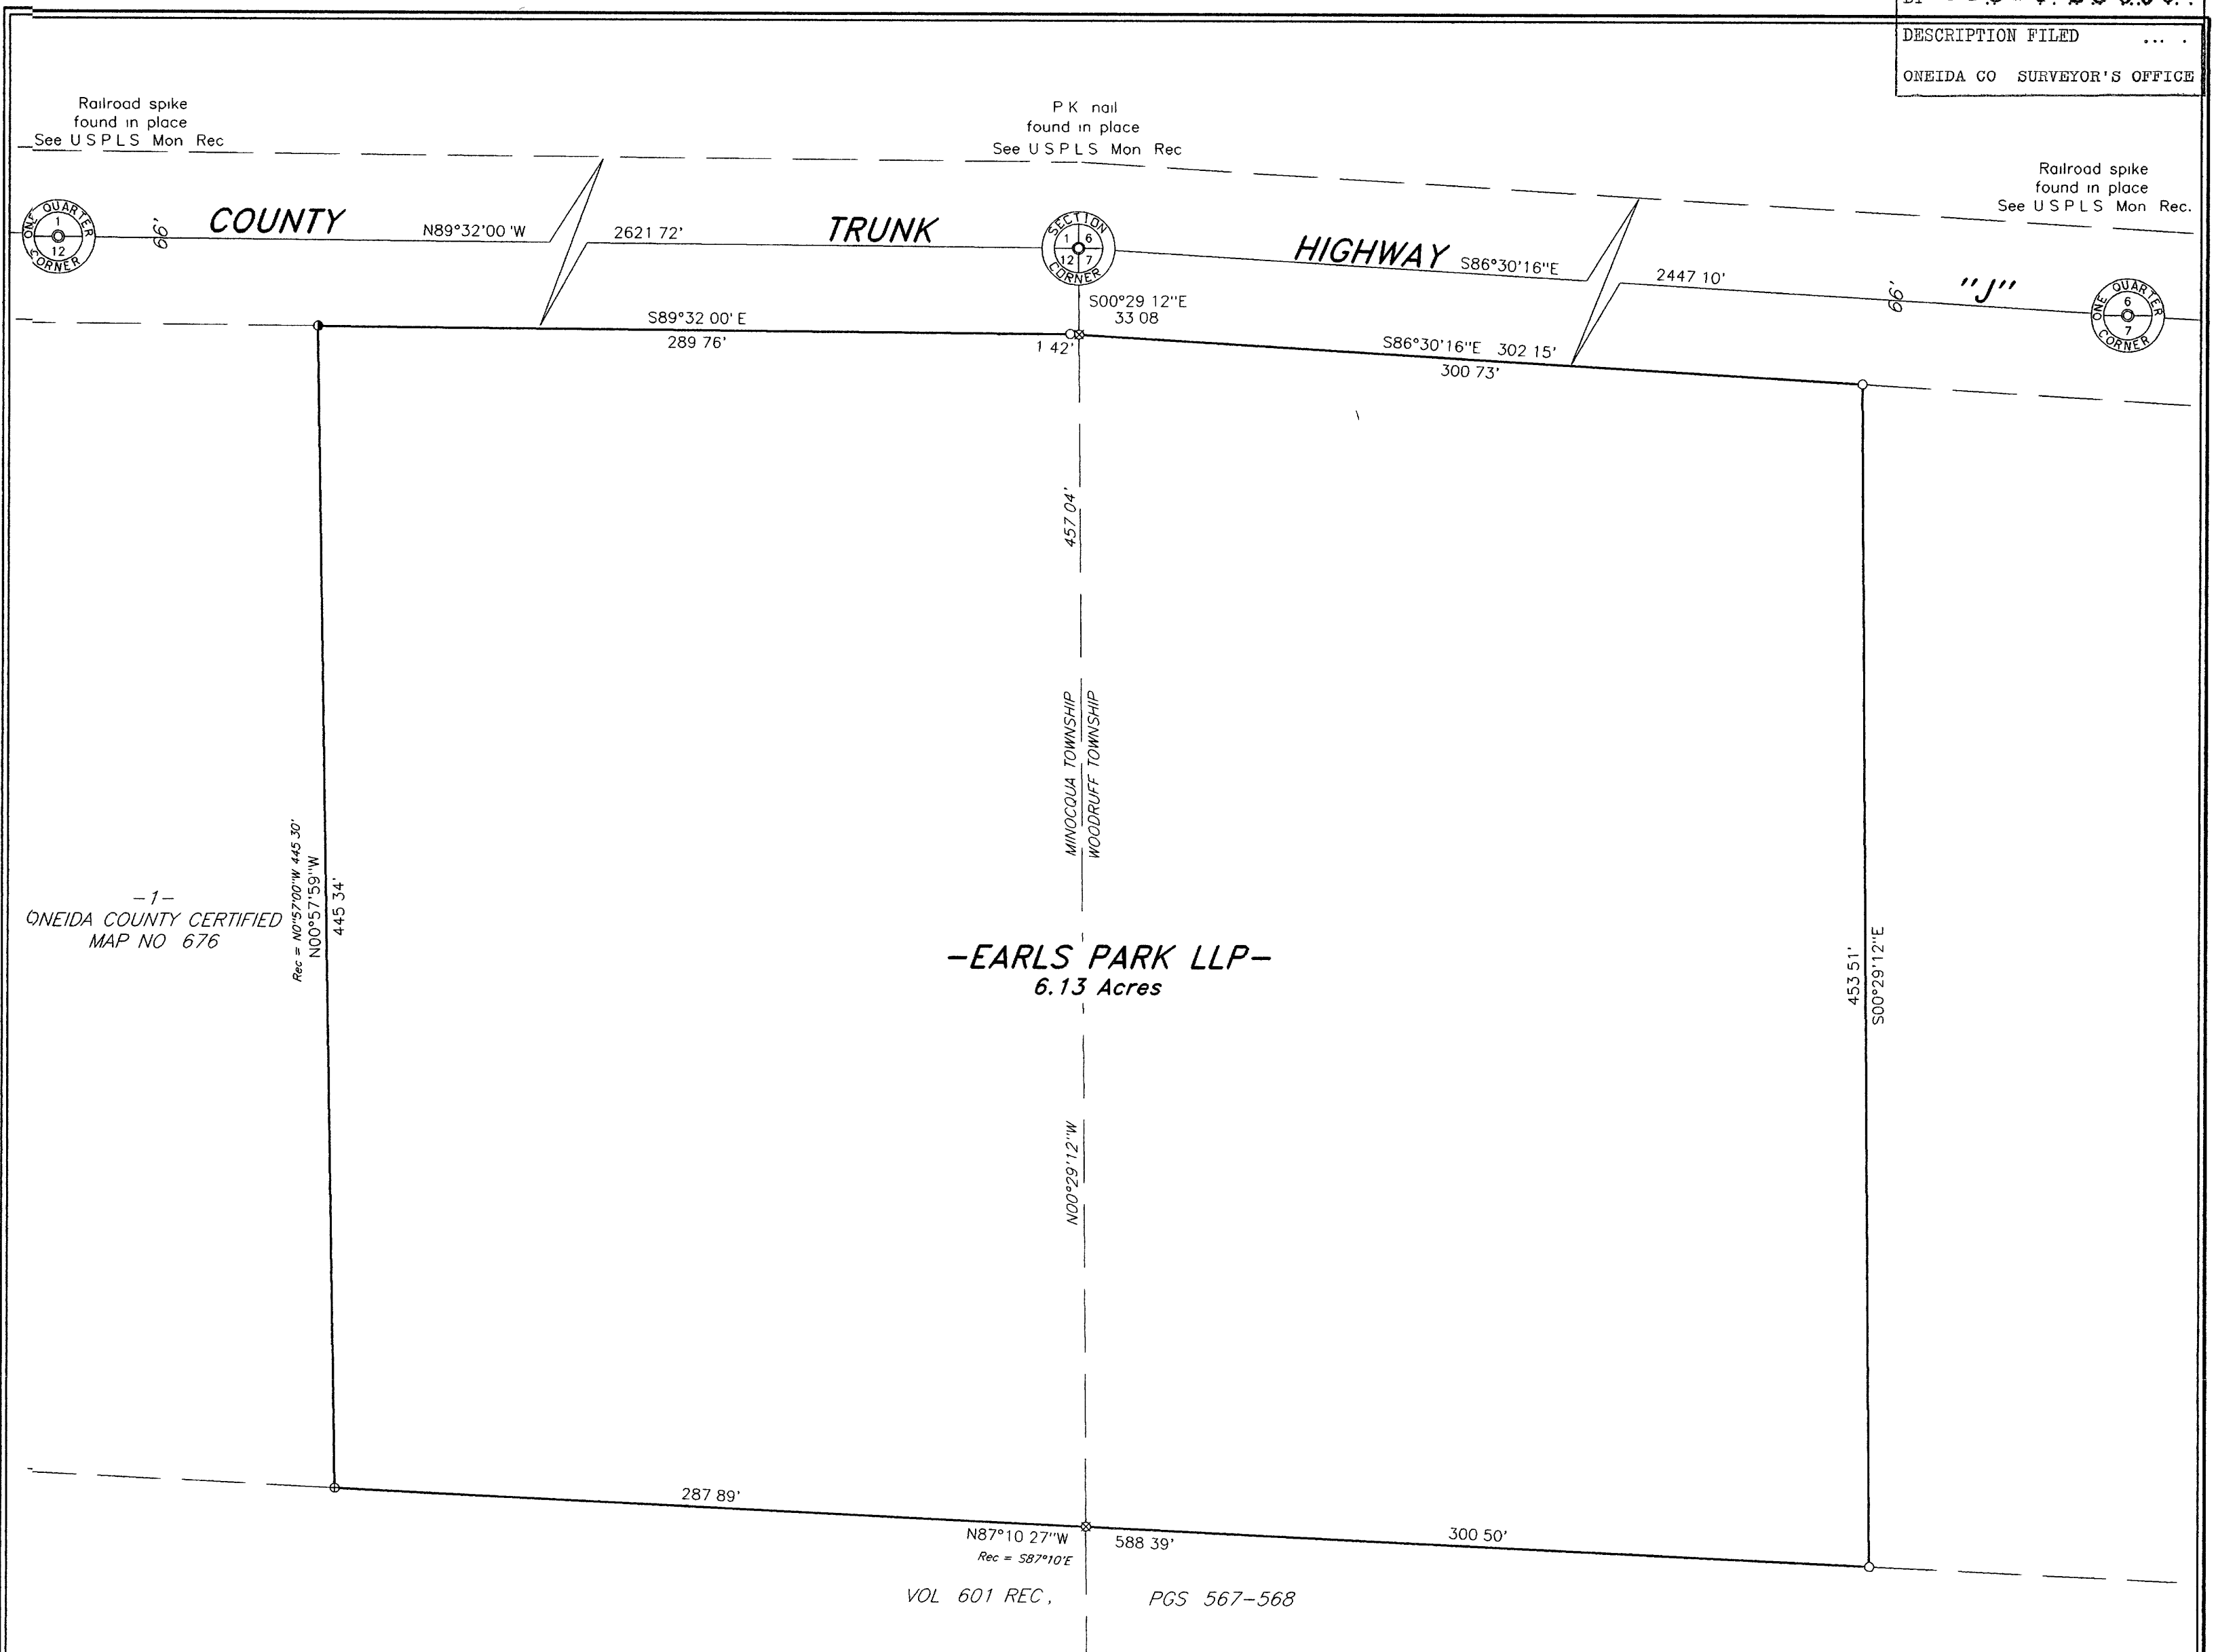 DESCRIPTION FILED ... .
ONEIDA CO SURVEYOR'S OFFICE
Railroad spike
found in place
See U S P L S Mon Rec
P K nail
found in place
See U S P L S Mon Rec
Railroad spike
found in place
See U S P L S Mon Rec.
ONE QUARTER
1
12
CORNER
66'
COUNTY
N89°32'00 'W
2621 72'
TRUNK
SECTION
1 6
12 7
CORNER
HIGHWAY
S86°30'16"E
2447 10'
66'
"J"
ONE QUARTER
6
7
CORNER
S00°29 12"E
33 08
S89°32 00' E
289 76'
1 42'
S86°30'16"E 302 15'
300 73'
457 04'
MINOCQUA TOWNSHIP
WOODRUFF TOWNSHIP
-1-
ONEIDA COUNTY CERTIFIED
MAP NO 676
Rec = N0°57'00"W 445 30'
N00°57'59"W
445 34'
-EARLS PARK LLP-
6.13 Acres
453 51'
S00°29'12"E
N00°29'12"W
287 89'
N87°10 27"W
Rec = S87°10'E
588 39'
300 50'
VOL 601 REC, PGS 567-568